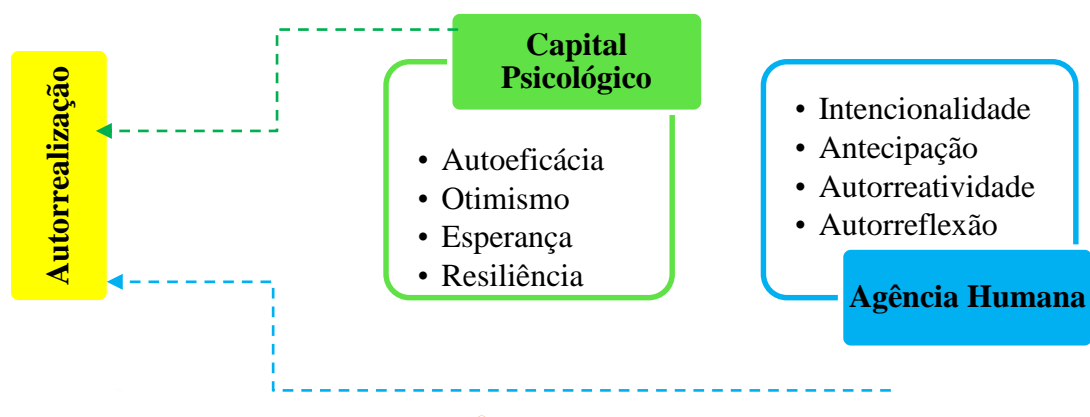 Autorrealização
Capital
Psicológico
• Autoeficácia
• Otimismo
• Esperança
• Resiliência
• Intencionalidade
• Antecipação
• Autorreatividade
• Autorreflexão
Agência Humana